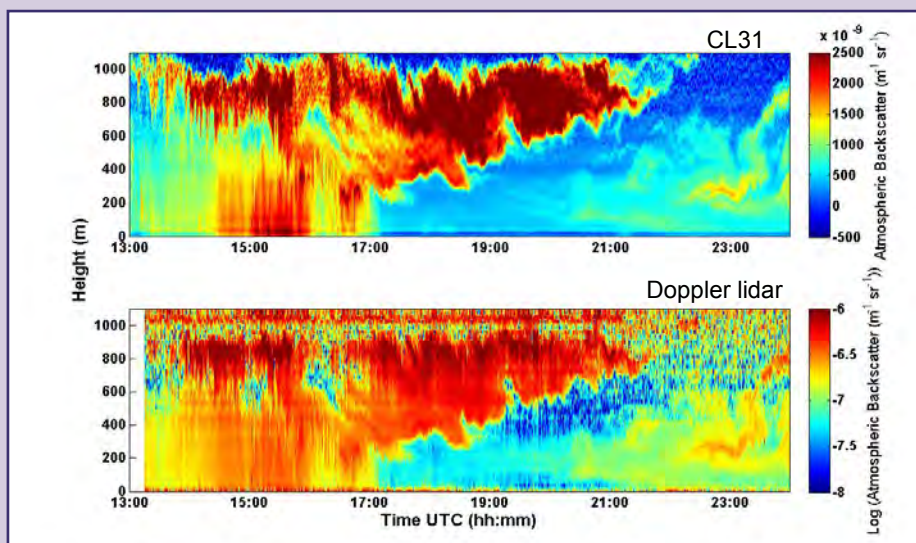 CL31
x 10⁻⁹
1000
800
600
400
200
0
13:00 15:00 17:00 19:00 21:00 23:00
2500
2000
1500
1000
500
0
-500
Atmospheric Backscatter (m¹ sr⁻¹)
Height (m)
Doppler lidar
1000
800
600
400
200
0
13:00 15:00 17:00 19:00 21:00 23:00
Time UTC (hh:mm)
-6
-6.5
-7
-7.5
-8
Log (Atmospheric Backscatter (m¹ sr⁻¹))